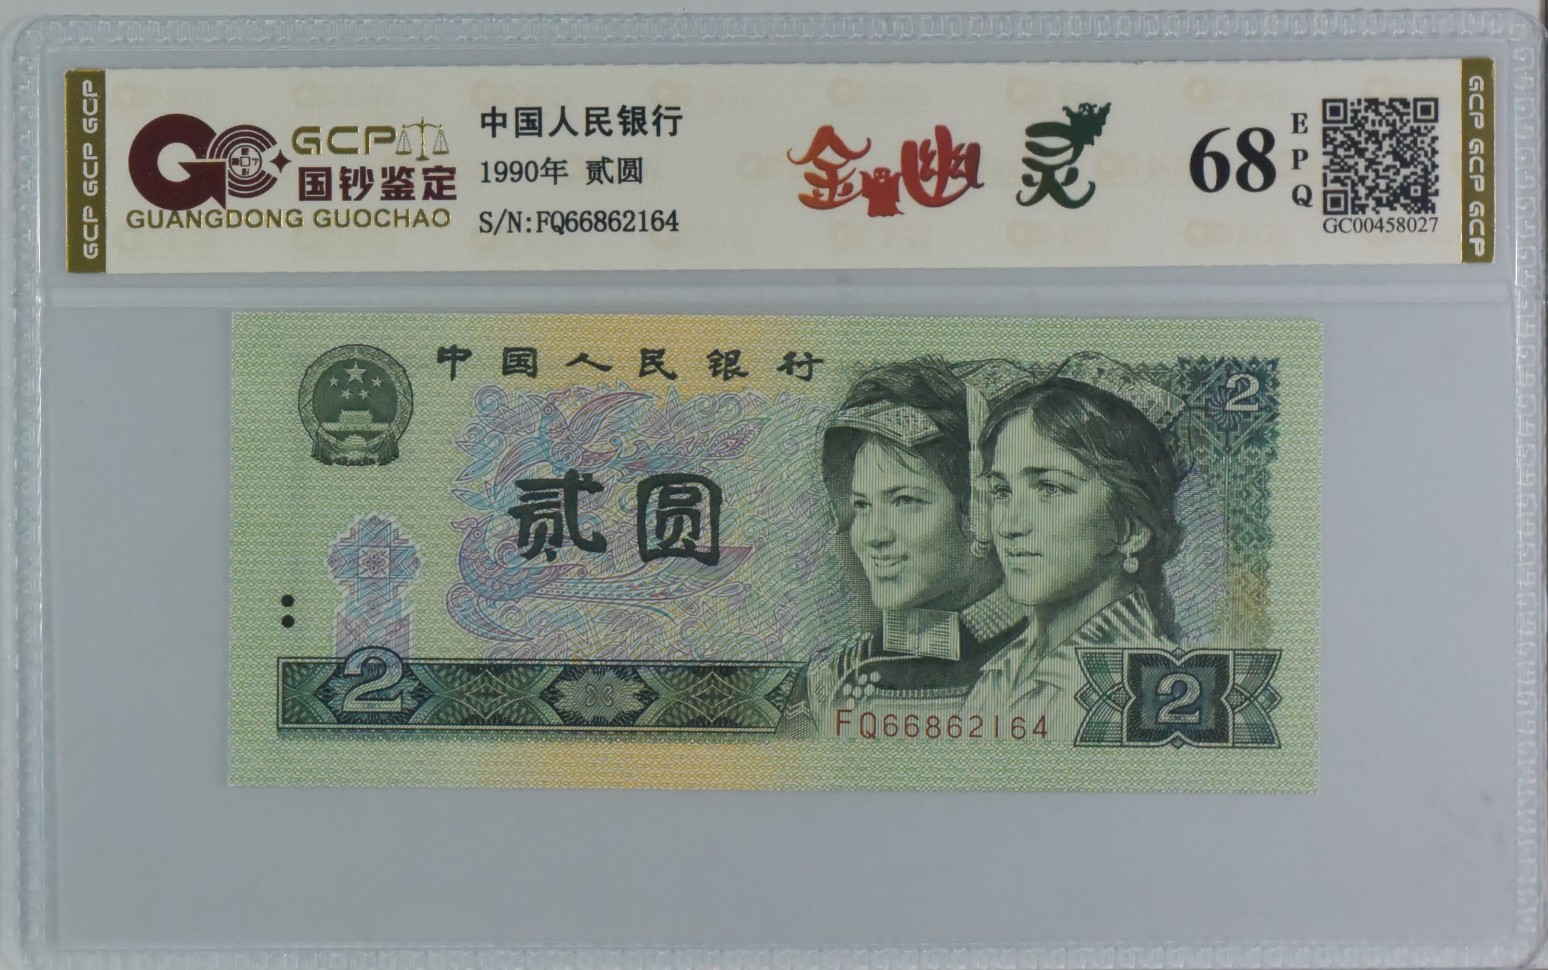 GCP GCP GCP
GCP
国钞鉴定
GUANGDONG GUOCHAO
中国人民银行
1990年 贰圆
S/N:FQ66862164
金幽灵
68
EPQ
GC00458027
GCP GCP GCP
中国人民银行
2
贰圆
2
FQ66862164
2